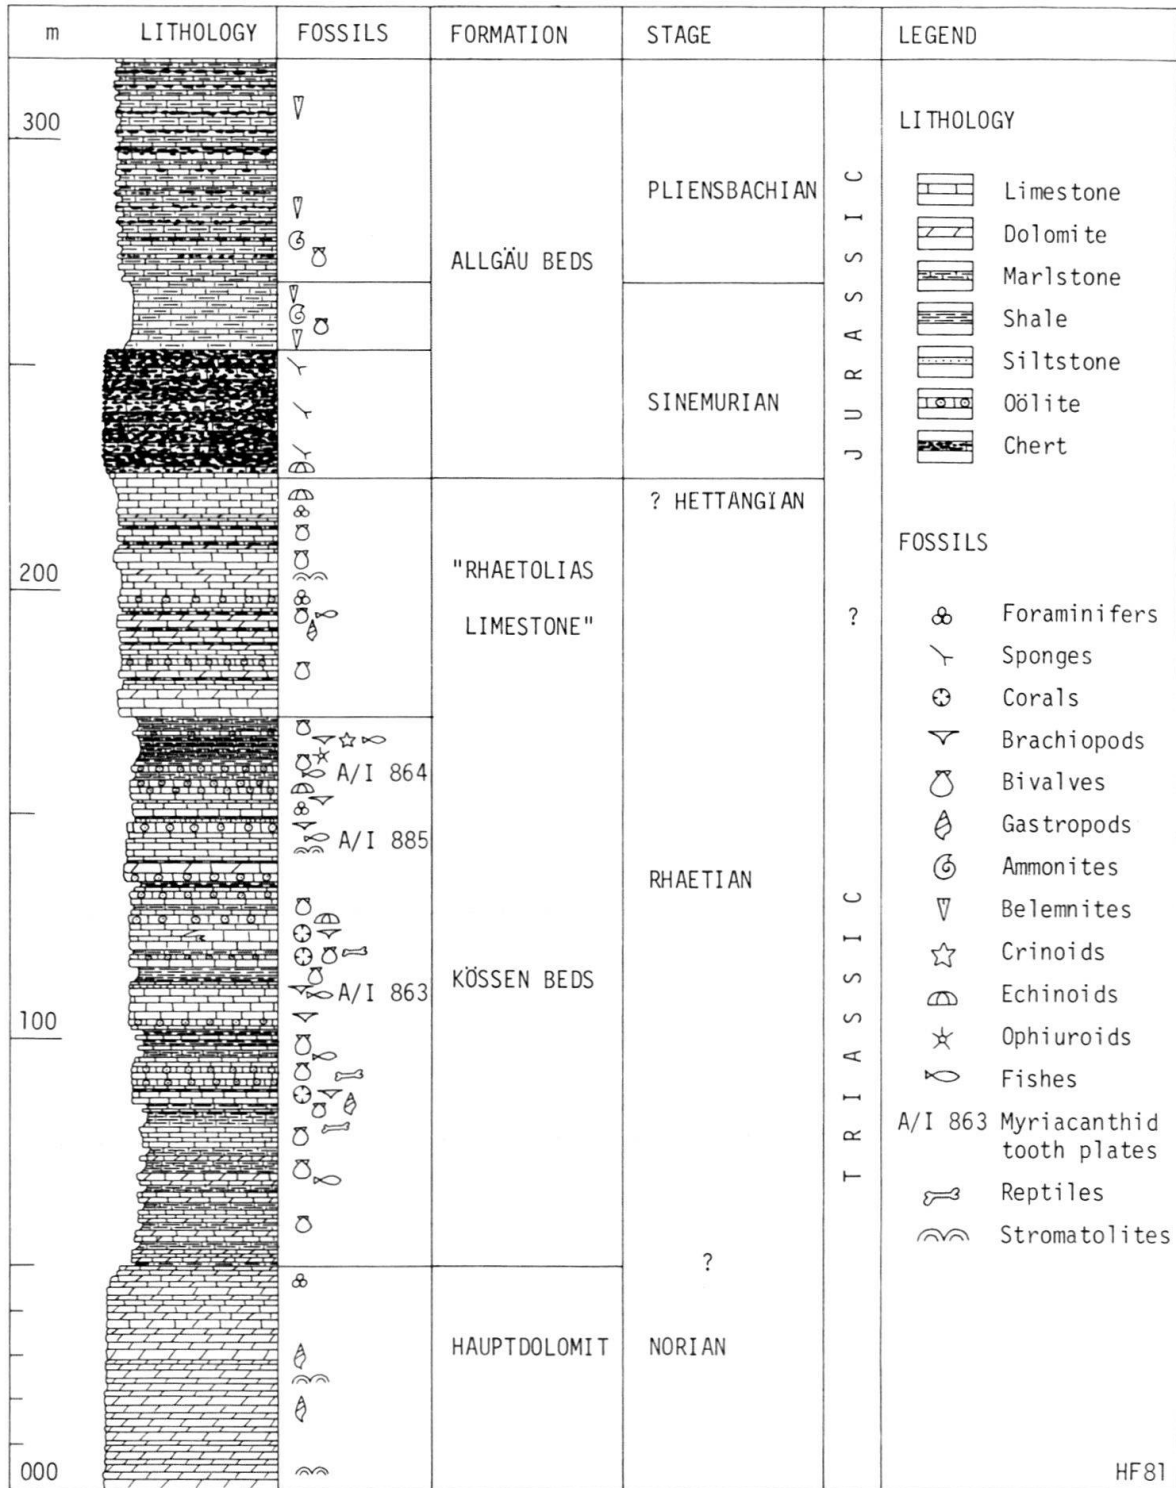 m LITHOLOGY FOSSILS FORMATION STAGE LEGEND
300
200
100
000
A/I 864
A/I 885
A/I 863
ALLGÄU BEDS
"RHAETOLIAS
LIMESTONE"
KÖSSEN BEDS
HAUPTDOLOMIT
PLIENSBACHIAN
SINEMURIAN
? HETTANGIAN
RHAETIAN
?
NORIAN
JURASSIC
?
TRIASSIC
LITHOLOGY
Limestone
Dolomite
Marlstone
Shale
Siltstone
Oölite
Chert
FOSSILS
Foraminifers
Sponges
Corals
Brachiopods
Bivalves
Gastropods
Ammonites
Belemnites
Crinoids
Echinoids
Ophiuroids
Fishes
A/I 863 Myriacanthid
tooth plates
Reptiles
Stromatolites
HF81